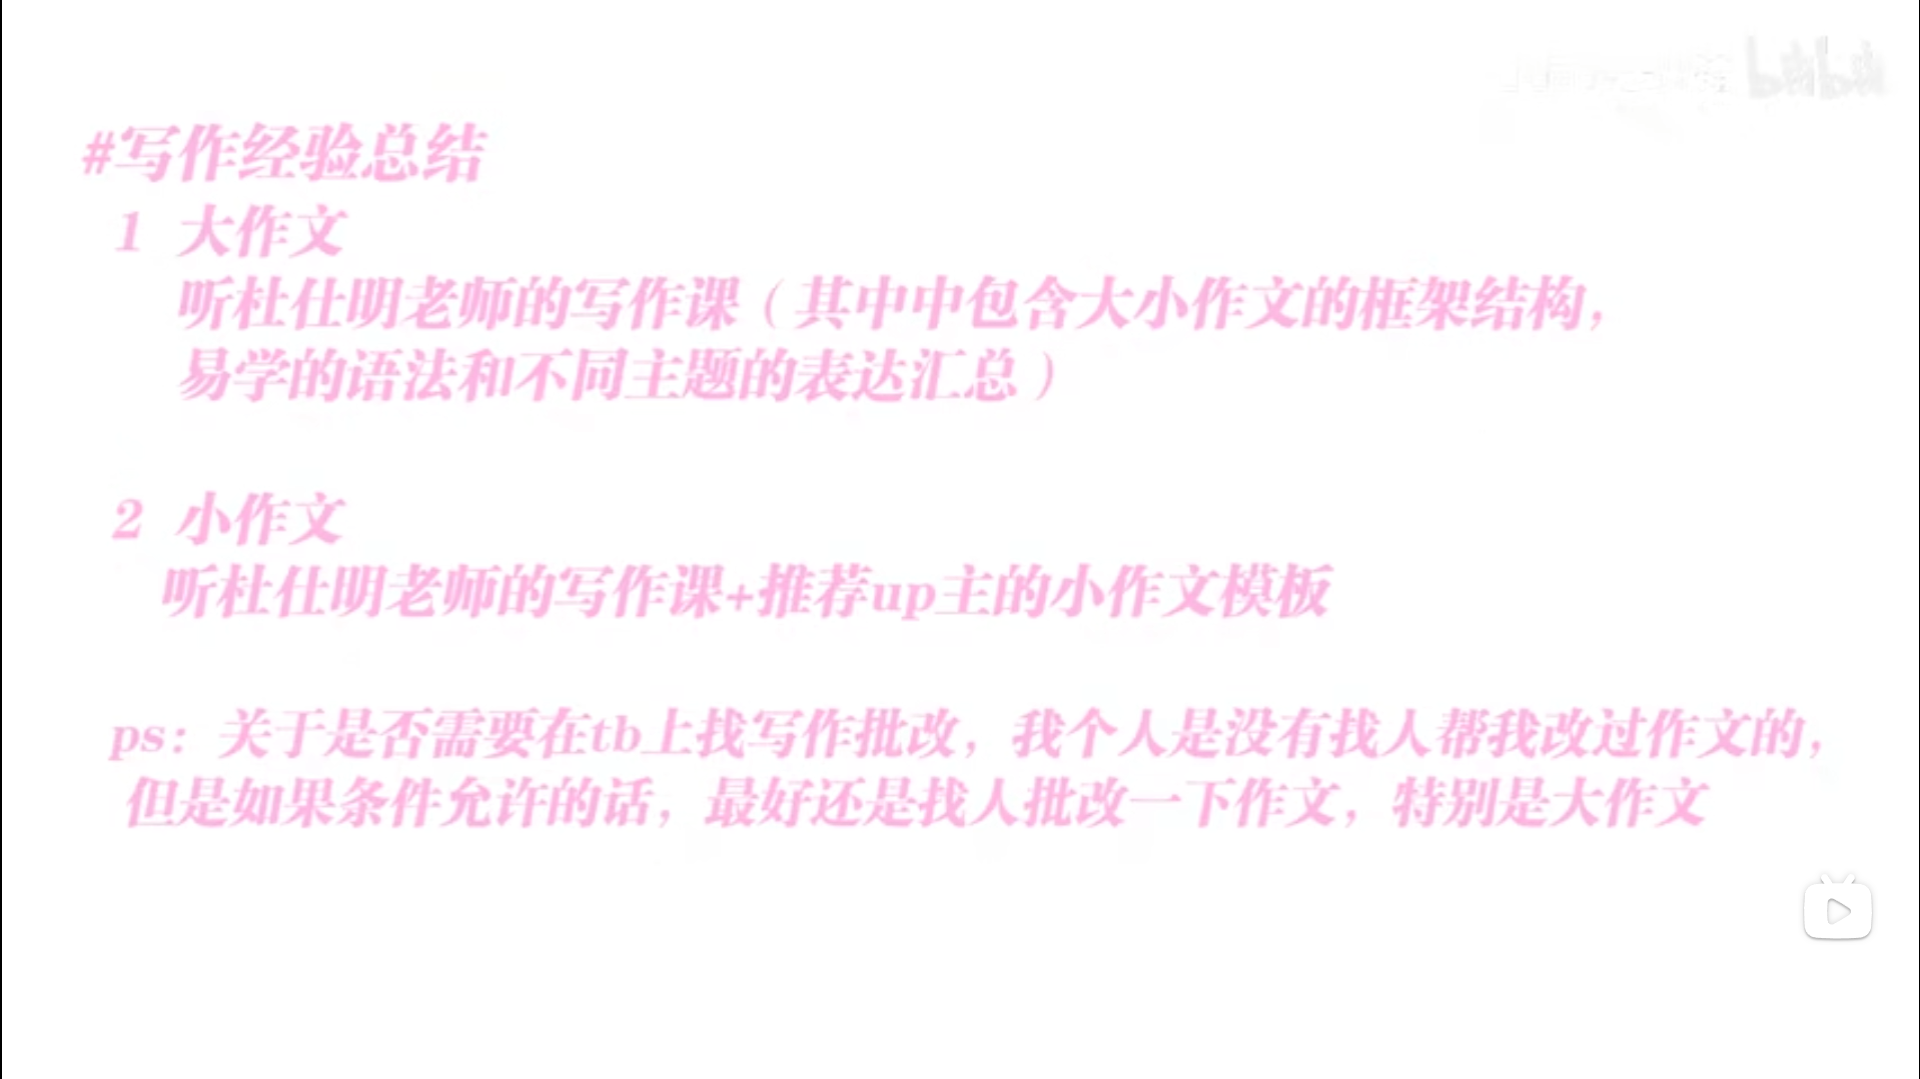 #写作经验总结
1 大作文
听杜仕明老师的写作课（其中中包含大小作文的框架结构，
易学的语法和不同主题的表达汇总）
2 小作文
听杜仕明老师的写作课+推荐up主的小作文模板
ps：关于是否需要在tb上找写作批改，我个人是没有找人帮我改过作文的，
但是如果条件允许的话，最好还是找人批改一下作文，特别是大作文